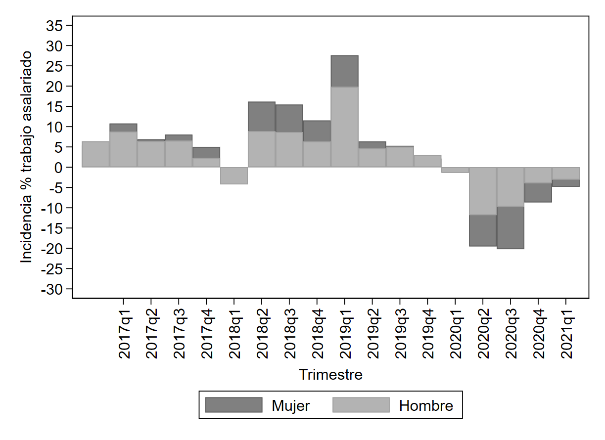 Incidencia % trabajo asalariado
35
30
25
20
15
10
5
0
-5
-10
-15
-20
-25
-30
2017q1
2017q2
2017q3
2017q4
2018q1
2018q2
2018q3
2018q4
2019q1
2019q2
2019q3
2019q4
2020q1
2020q2
2020q3
2020q4
2021q1
Trimestre
Mujer Hombre